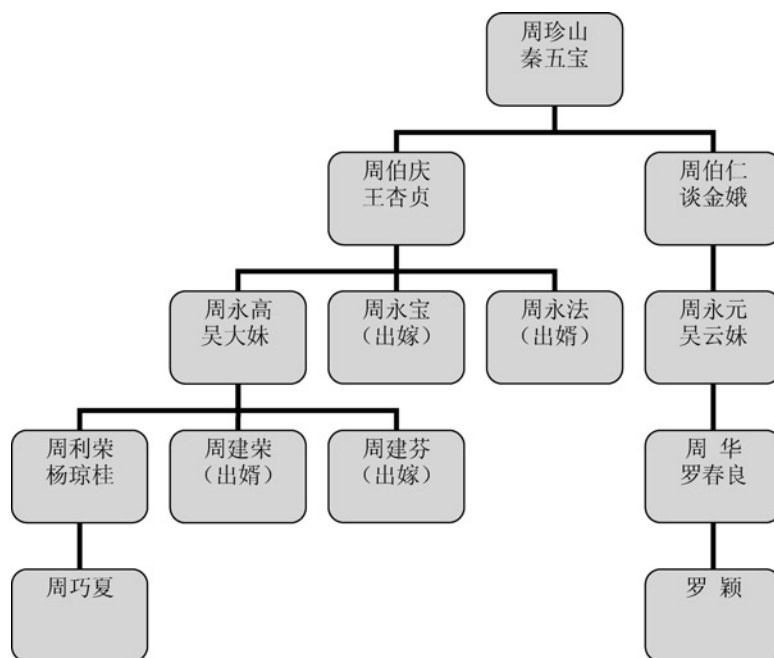 周珍山
秦五宝
周伯庆
王杏贞
周伯仁
谈金娥
周永高
吴大妹
周永宝
（出嫁）
周永法
（出婿）
周永元
吴云妹
周利荣
杨琼桂
周建荣
（出婿）
周建芬
（出嫁）
周 华
罗春良
周巧夏
罗 颖